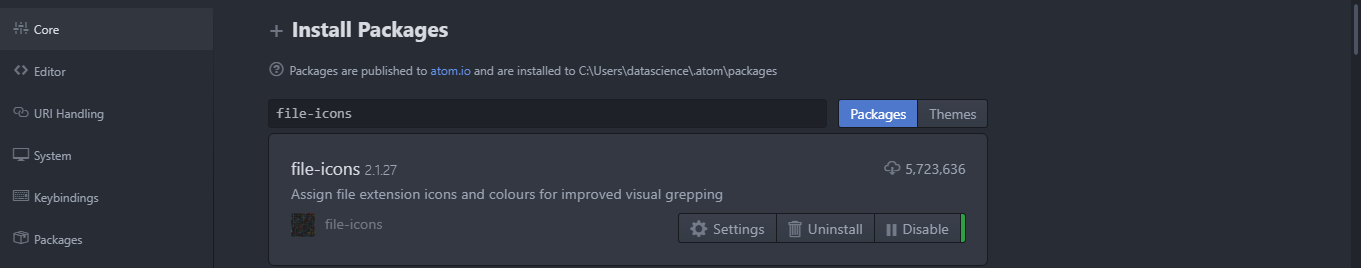 Core
Editor
URI Handling
System
Keybindings
Packages
+ Install Packages
Packages are published to atom.io and are installed to C:\Users\datascience\.atom\packages
file-icons
Packages Themes
file-icons 2.1.27
5,723,636
Assign file extension icons and colours for improved visual grepping
file-icons
Settings Uninstall Disable